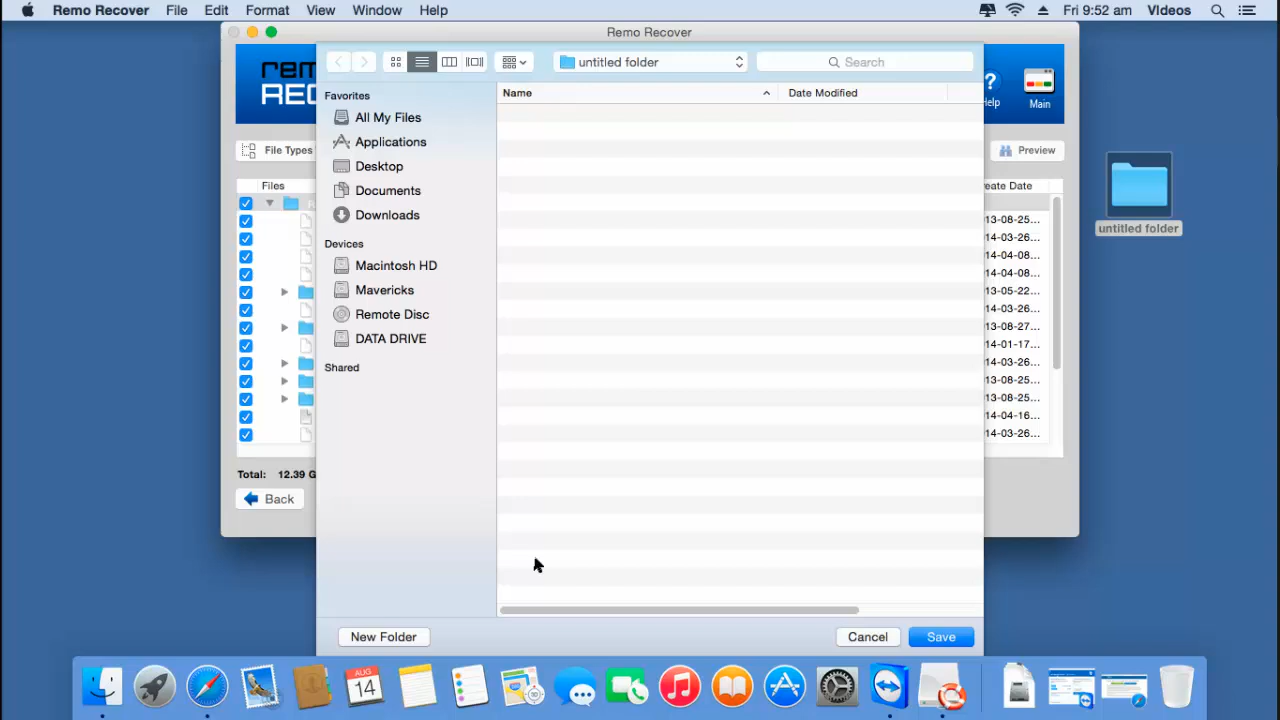 Remo Recover File Edit Format View Window Help Fri 9:52 am VIdeos
Remo Recover
untitled folder Search
Favorites
All My Files
Applications
Desktop
Documents
Downloads
Devices
Macintosh HD
Mavericks
Remote Disc
DATA DRIVE
Shared
Name Date Modified
New Folder Cancel Save
File Types
Files
Total: 12.39 G
Back
Main
Preview
eate Date
13-08-25...
14-03-26...
14-04-08...
14-04-08...
13-05-22...
14-03-26...
13-08-27...
14-01-17...
14-03-26...
13-08-25...
13-08-25...
14-04-16...
14-03-26...
untitled folder
AUG
14